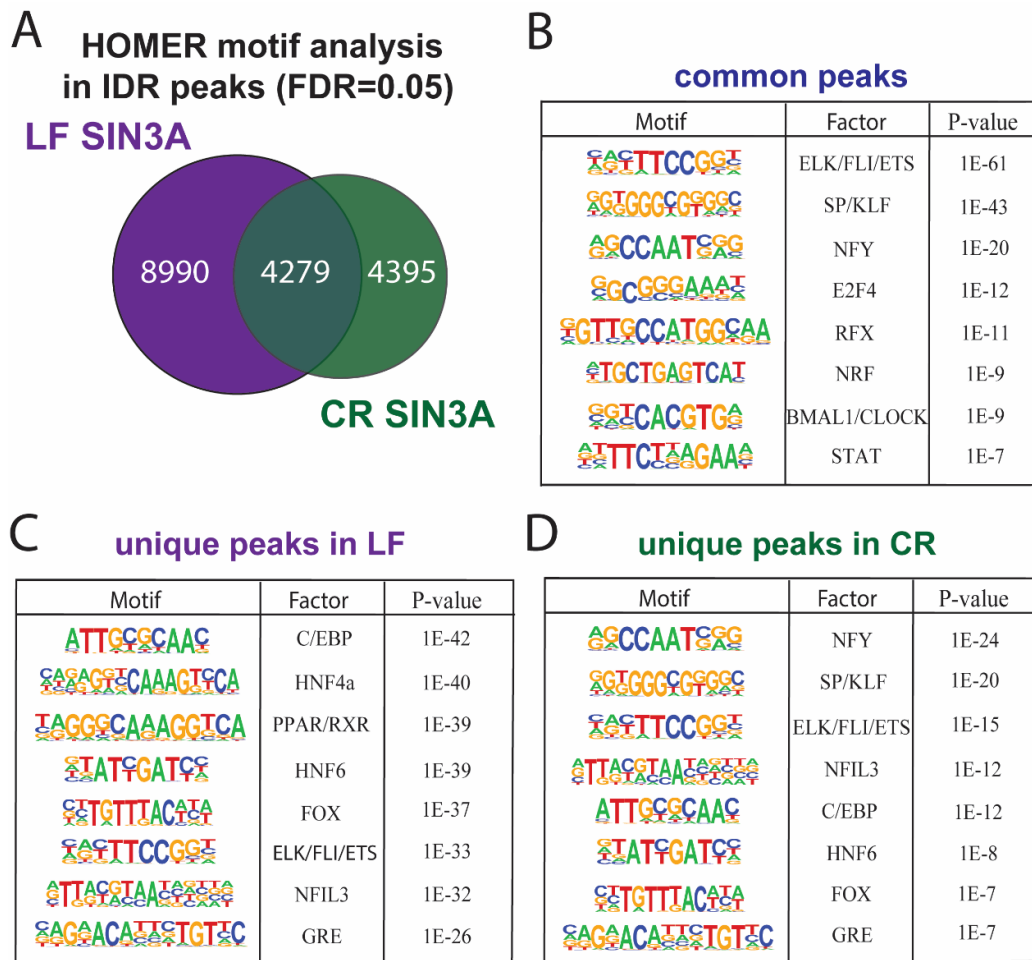 A
HOMER motif analysis
in IDR peaks (FDR=0.05)
LF SIN3A
8990 4279 4395
CR SIN3A
B
common peaks
Motif Factor P-value
ELK/FLI/ETS 1E-61
SP/KLF 1E-43
NFY 1E-20
E2F4 1E-12
RFX 1E-11
NRF 1E-9
BMAL1/CLOCK 1E-9
STAT 1E-7
C
unique peaks in LF
Motif Factor P-value
C/EBP 1E-42
HNF4a 1E-40
PPAR/RXR 1E-39
HNF6 1E-39
FOX 1E-37
ELK/FLI/ETS 1E-33
NFIL3 1E-32
GRE 1E-26
D
unique peaks in CR
Motif Factor P-value
NFY 1E-24
SP/KLF 1E-20
ELK/FLI/ETS 1E-15
NFIL3 1E-12
C/EBP 1E-12
HNF6 1E-8
FOX 1E-7
GRE 1E-7